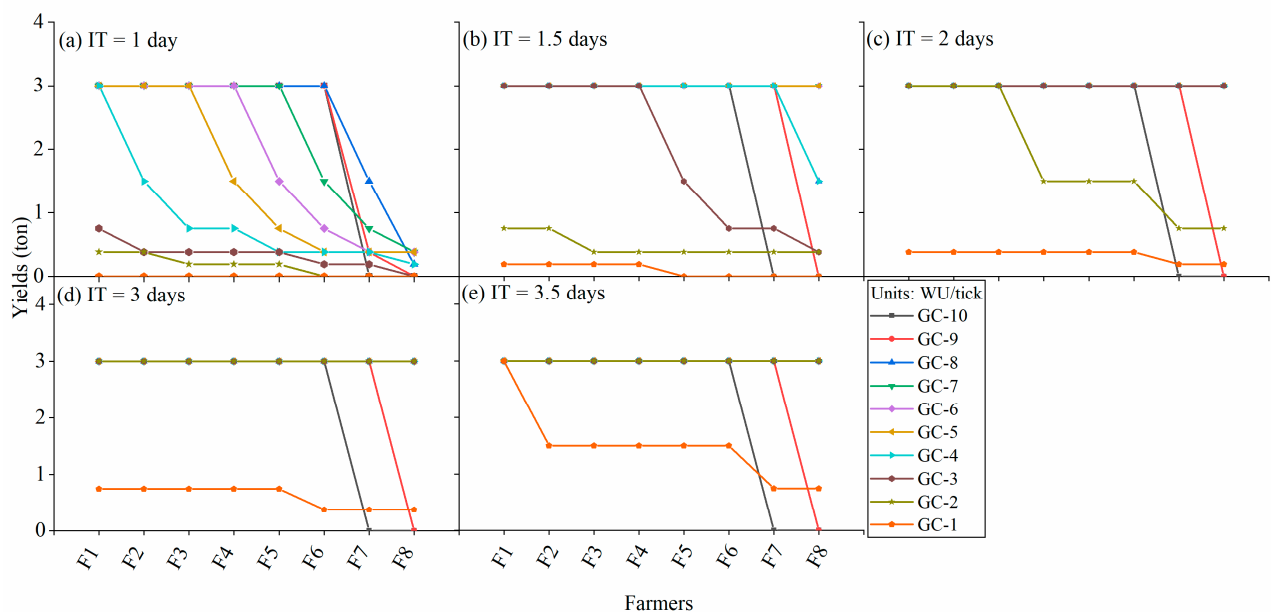 (a) IT = 1 day
(b) IT = 1.5 days
(c) IT = 2 days
4
3
2
1
0
Yields (ton)
(d) IT = 3 days
(e) IT = 3.5 days
4
3
2
1
0
Units: WU/tick
GC-10
GC-9
GC-8
GC-7
GC-6
GC-5
GC-4
GC-3
GC-2
GC-1
F1 F2 F3 F4 F5 F6 F7 F8
F1 F2 F3 F4 F5 F6 F7 F8
Farmers